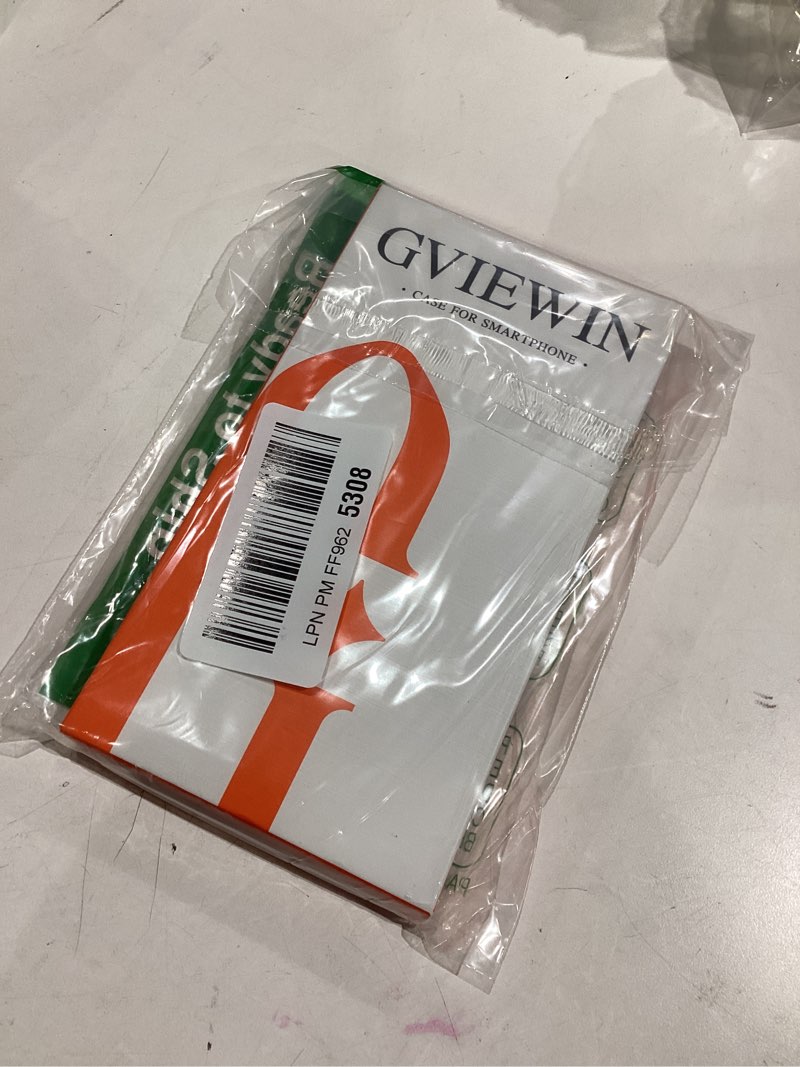 GVIEWIN
· CASE FOR SMARTPHONE ·
Ready to Ship
LPN PM FF962 5308